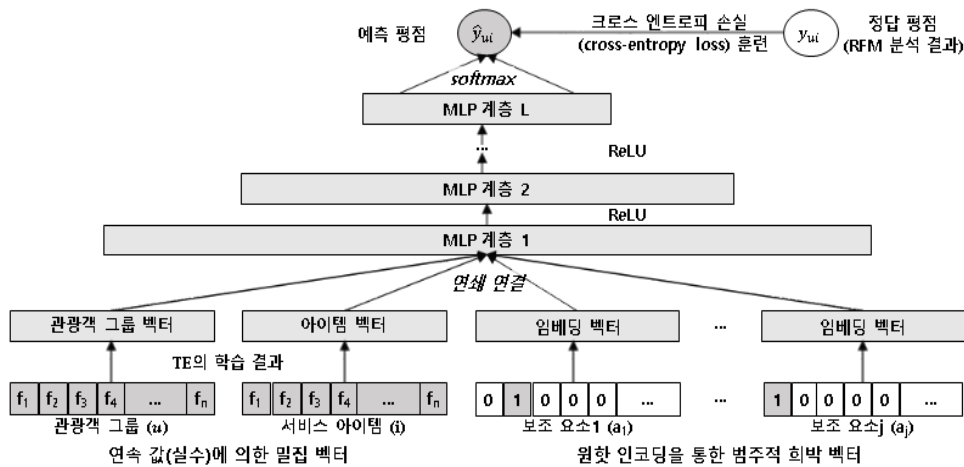 예측 평점 ŷui 크로스 엔트로피 손실 (cross-entropy loss) 훈련 yui 정답 평점 (RFM 분석 결과)
softmax
MLP 계층 L
...
ReLU
MLP 계층 2
ReLU
MLP 계층 1
연쇄 연결
관광객 그룹 벡터 아이템 벡터 임베딩 벡터 ... 임베딩 벡터
TE의 학습 결과
f1 f2 f3 f4 ... fn f1 f2 f3 f4 ... fn 0 1 0 0 0 ... ... 1 0 0 0 0 ...
관광객 그룹 (u) 서비스 아이템 (i) 보조 요소1 (a1) 보조 요소j (aj)
연속 값(실수)에 의한 밀집 벡터 원핫 인코딩을 통한 범주적 희박 벡터